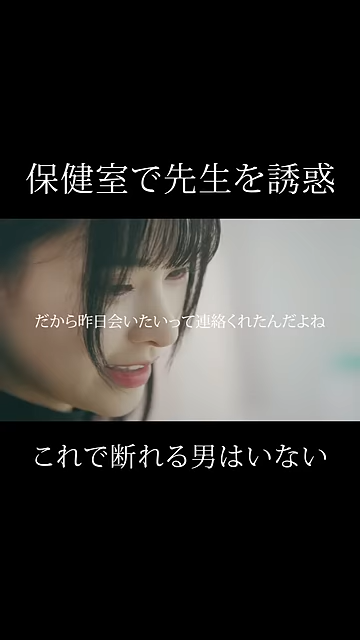 保健室で先生を誘惑
だから昨日会いたいって連絡くれたんだよね
これで断れる男はいない